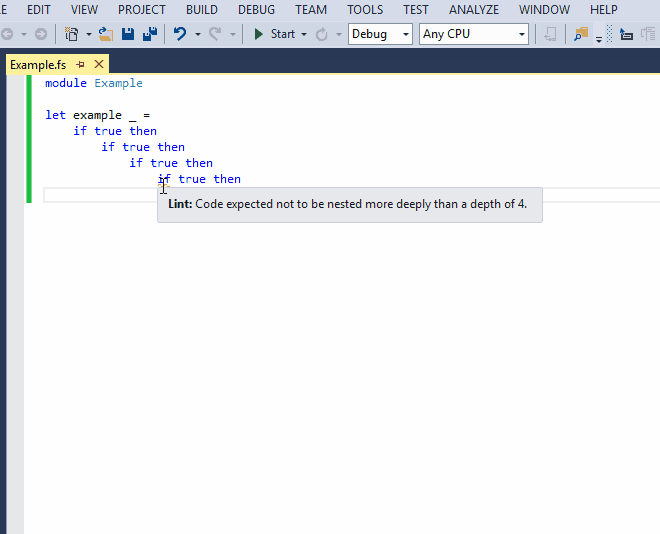 EDIT VIEW PROJECT BUILD DEBUG TEAM TOOLS TEST ANALYZE WINDOW HELP
Start Debug Any CPU
Example.fs
module Example
let example _ =
if true then
if true then
if true then
if true then
Lint: Code expected not to be nested more deeply than a depth of 4.